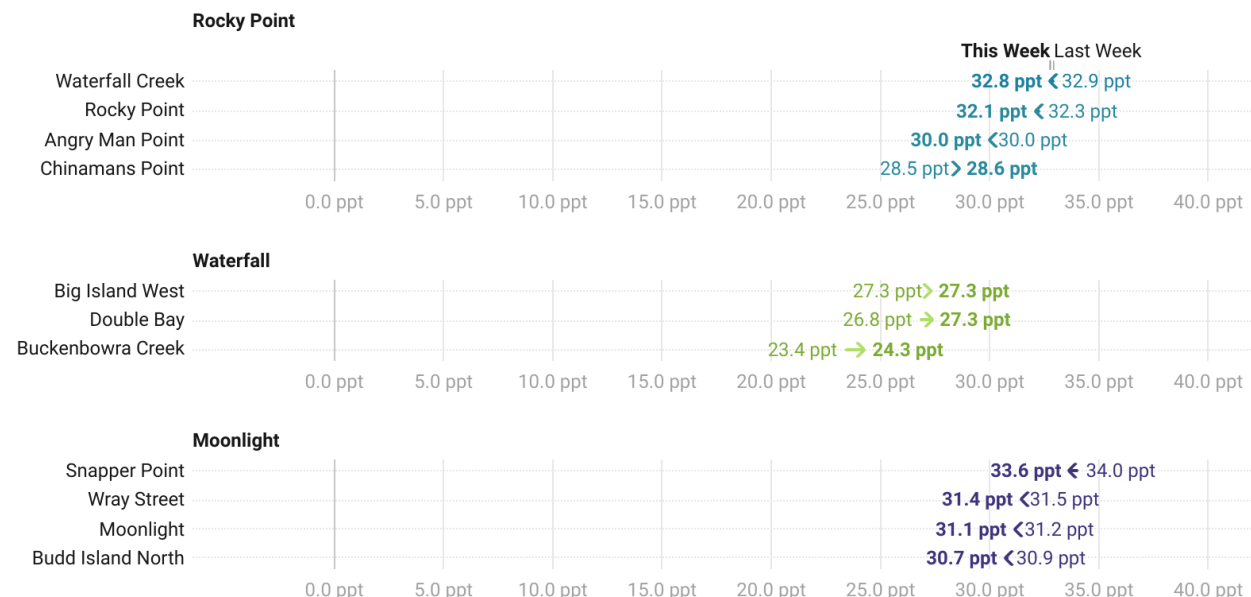 Rocky Point
This Week Last Week
Waterfall Creek 32.8 ppt 32.9 ppt
Rocky Point 32.1 ppt 32.3 ppt
Angry Man Point 30.0 ppt 30.0 ppt
Chinamans Point 28.5 ppt 28.6 ppt
0.0 ppt 5.0 ppt 10.0 ppt 15.0 ppt 20.0 ppt 25.0 ppt 30.0 ppt 35.0 ppt 40.0 ppt
Waterfall
Big Island West 27.3 ppt 27.3 ppt
Double Bay 26.8 ppt 27.3 ppt
Buckenbowra Creek 23.4 ppt 24.3 ppt
0.0 ppt 5.0 ppt 10.0 ppt 15.0 ppt 20.0 ppt 25.0 ppt 30.0 ppt 35.0 ppt 40.0 ppt
Moonlight
Snapper Point 33.6 ppt 34.0 ppt
Wray Street 31.4 ppt 31.5 ppt
Moonlight 31.1 ppt 31.2 ppt
Budd Island North 30.7 ppt 30.9 ppt
0.0 ppt 5.0 ppt 10.0 ppt 15.0 ppt 20.0 ppt 25.0 ppt 30.0 ppt 35.0 ppt 40.0 ppt